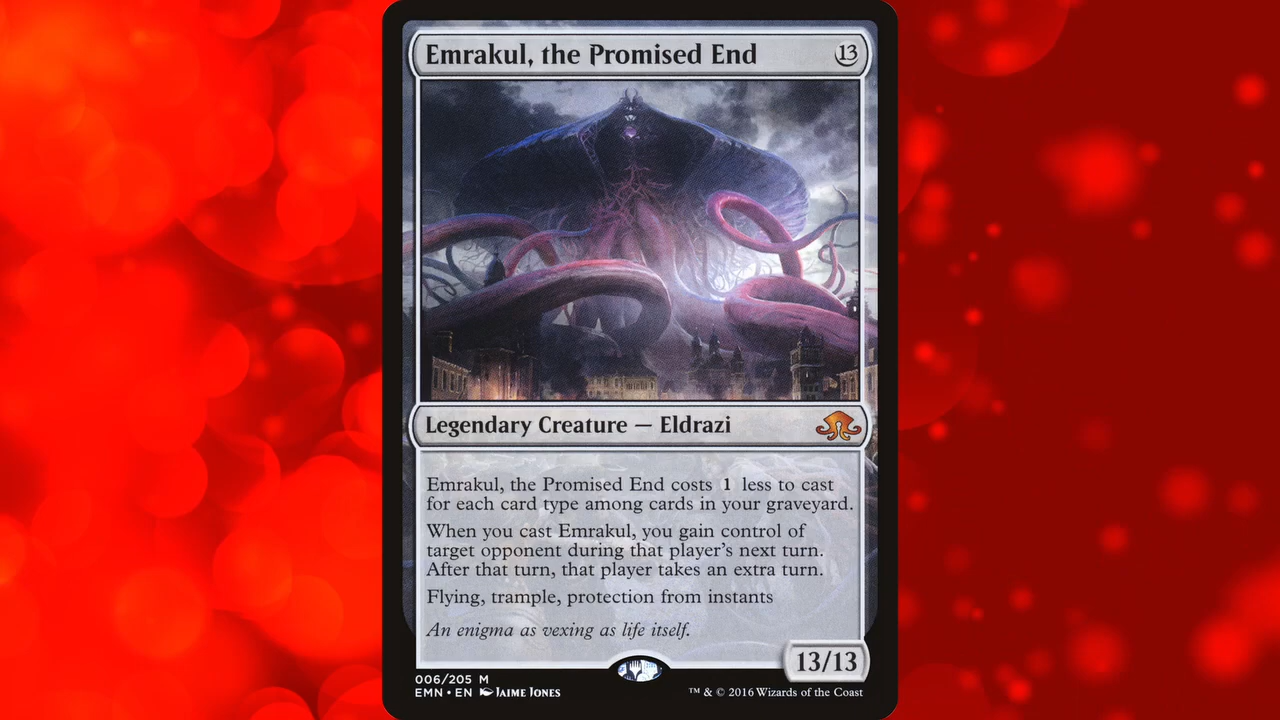 Emrakul, the Promised End 13
Legendary Creature — Eldrazi
Emrakul, the Promised End costs 1 less to cast
for each card type among cards in your graveyard.
When you cast Emrakul, you gain control of
target opponent during that player's next turn.
After that turn, that player takes an extra turn.
Flying, trample, protection from instants
An enigma as vexing as life itself.
13/13
006/205 M
EMN • EN Jaime Jones
™ & © 2016 Wizards of the Coast